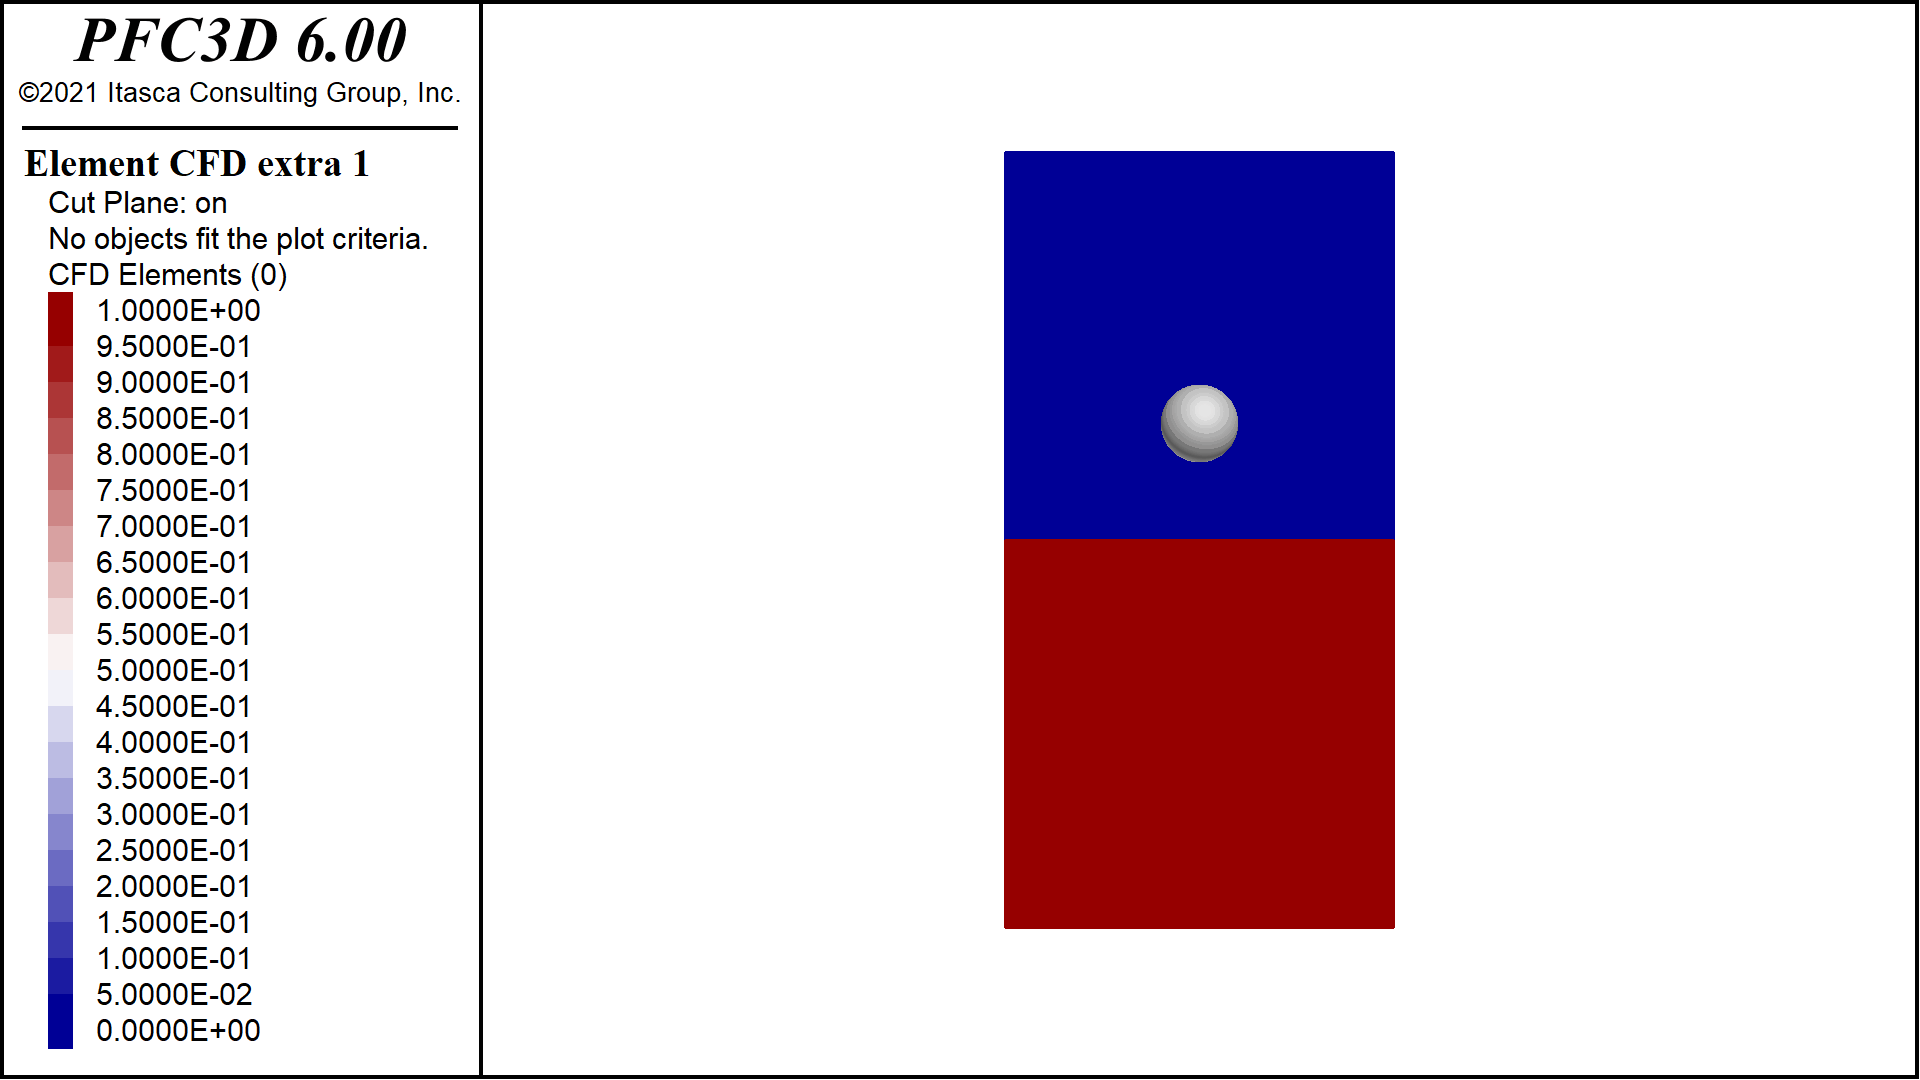 PFC3D 6.00
©2021 Itasca Consulting Group, Inc.
Element CFD extra 1
Cut Plane: on
No objects fit the plot criteria.
CFD Elements (0)
1.0000E+00
9.5000E-01
9.0000E-01
8.5000E-01
8.0000E-01
7.5000E-01
7.0000E-01
6.5000E-01
6.0000E-01
5.5000E-01
5.0000E-01
4.5000E-01
4.0000E-01
3.5000E-01
3.0000E-01
2.5000E-01
2.0000E-01
1.5000E-01
1.0000E-01
5.0000E-02
0.0000E+00